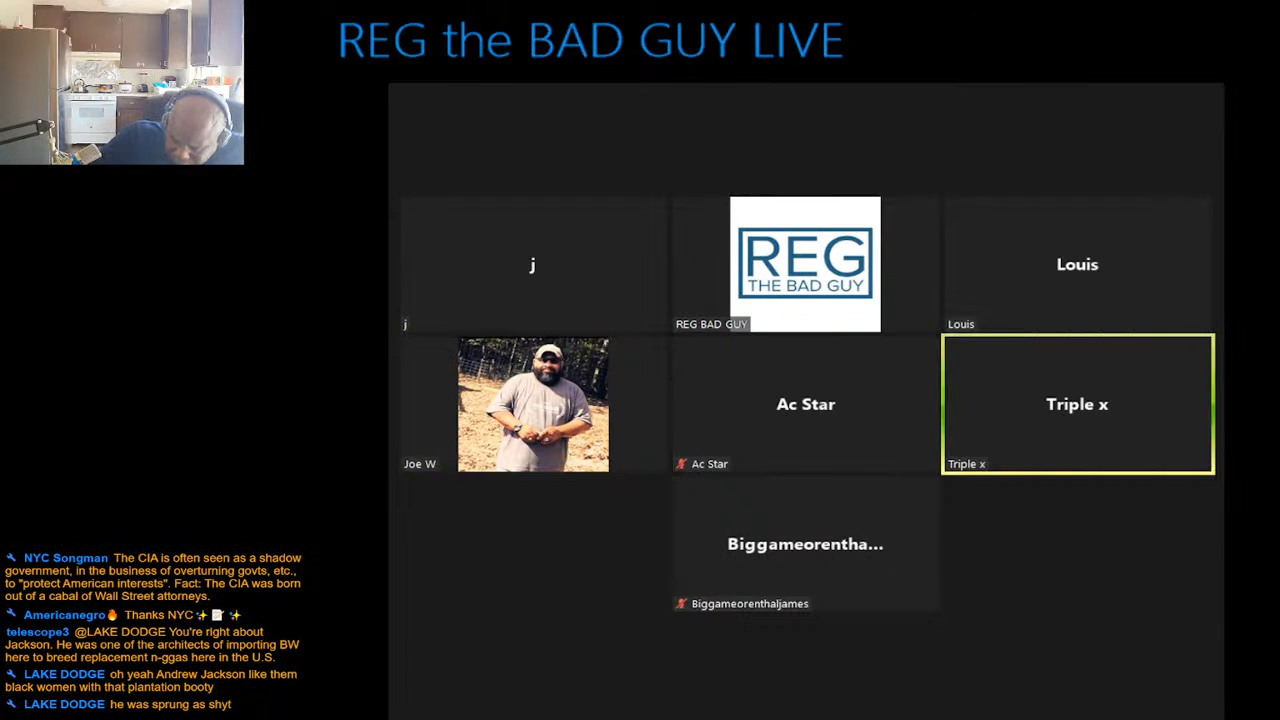 REG the BAD GUY LIVE
j
j
REG
THE BAD GUY
REG BAD GUY
Louis
Louis
Joe W
Ac Star
Ac Star
Triple x
Triple x
Biggameorentha...
Biggameorenthaljames
NYC Songman The CIA is often seen as a shadow
government, in the business of overturning govts, etc.,
to "protect American interests". Fact: The CIA was born
out of a cabal of Wall Street attorneys.
Americanegro🔥 Thanks NYC✨📝✨
telescope3 @LAKE DODGE You're right about
Jackson. He was one of the architects of importing BW
here to breed replacement n-ggas here in the U.S.
LAKE DODGE oh yeah Andrew Jackson like them
black women with that plantation booty
LAKE DODGE he was sprung as shyt